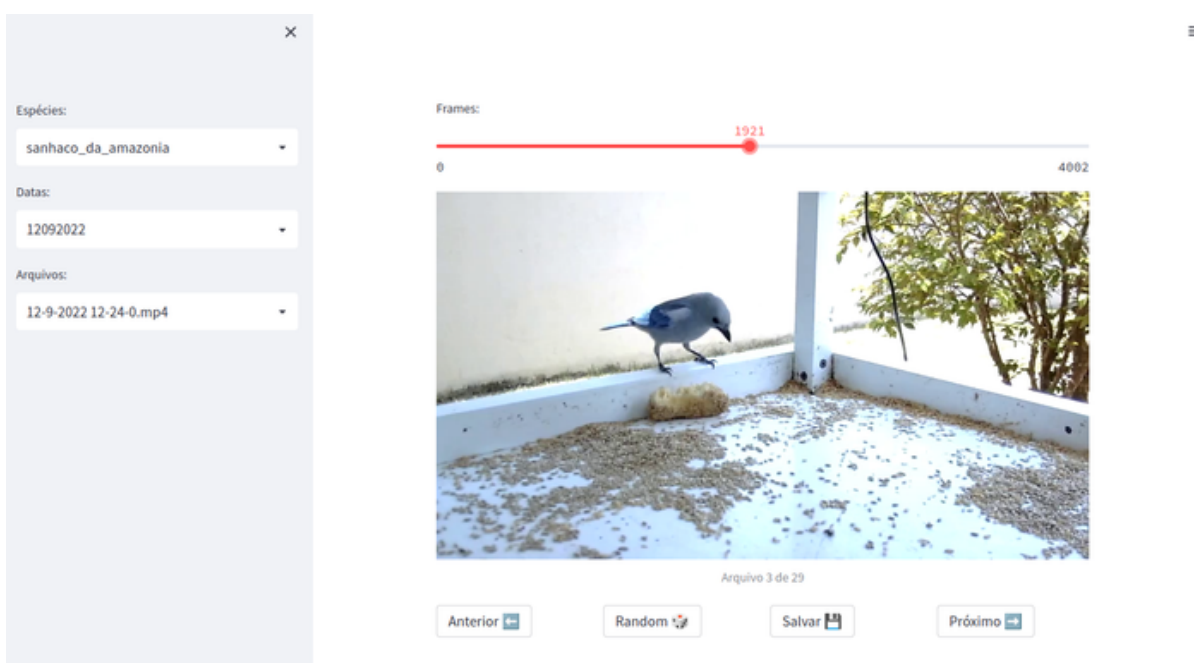 Espécies:
sanhaco_da_amazonia
Datas:
12092022
Arquivos:
12-9-2022 12-24-0.mp4
Frames:
1921
0 4002
Arquivo 3 de 29
Anterior ⬅️ Random 🎲 Salvar 💾 Próximo ➡️